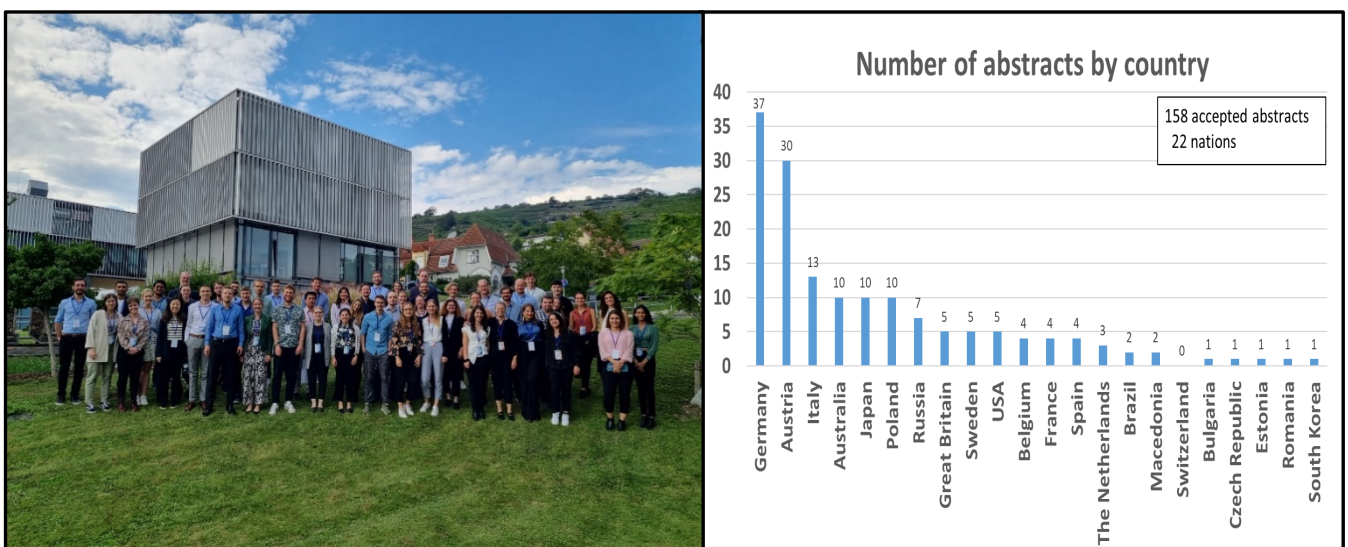 Number of abstracts by country
158 accepted abstracts
22 nations
40
35
30
25
20
15
10
5
0
37
30
13
10
10
10
7
5
5
5
4
4
4
3
2
2
0
1
1
1
1
1
Germany
Austria
Italy
Australia
Japan
Poland
Russia
Great Britain
Sweden
USA
Belgium
France
Spain
The Netherlands
Brazil
Macedonia
Switzerland
Bulgaria
Czech Republic
Estonia
Romania
South Korea